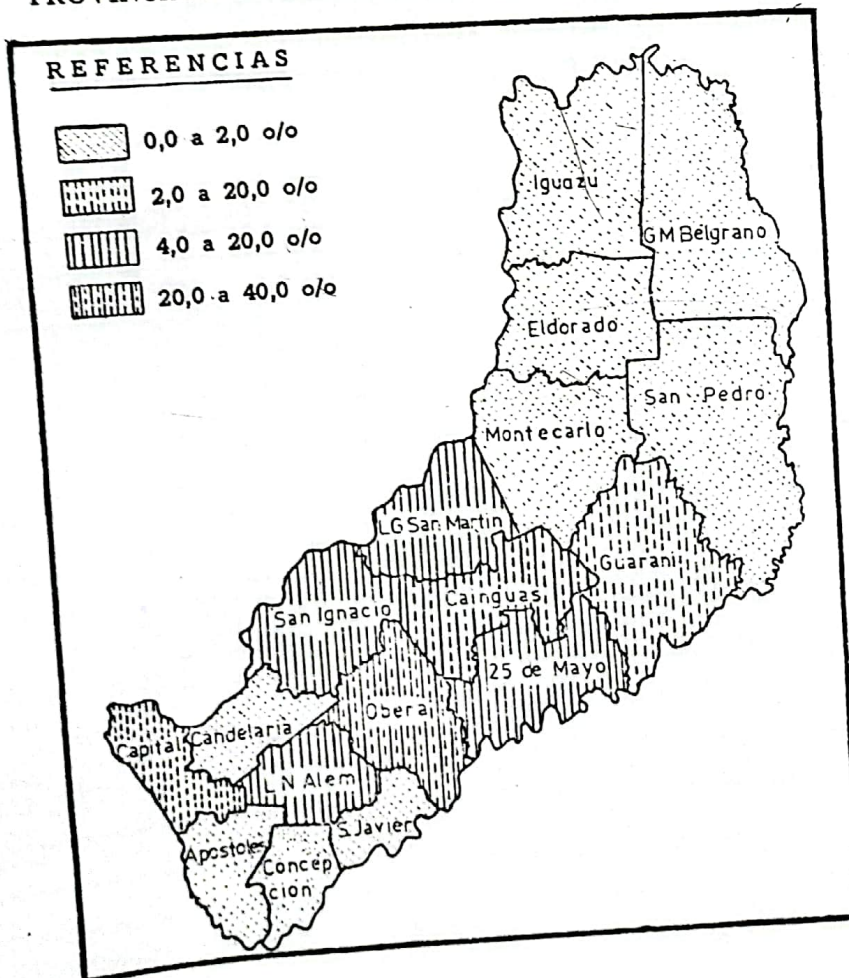 REFERENCIAS
0,0 a 2,0 o/o
2,0 a 20,0 o/o
4,0 a 20,0 o/o
20,0 a 40,0 o/o
Iguazu
GM Belgrano
Eldorado
San Pedro
Montecarlo
LG San Martin
Guarani
Cainguas
San Ignacio
25 de Mayo
Obera
Candelaria
Capital
L N Alem
S. Javier
Apostoles
Concep
cion